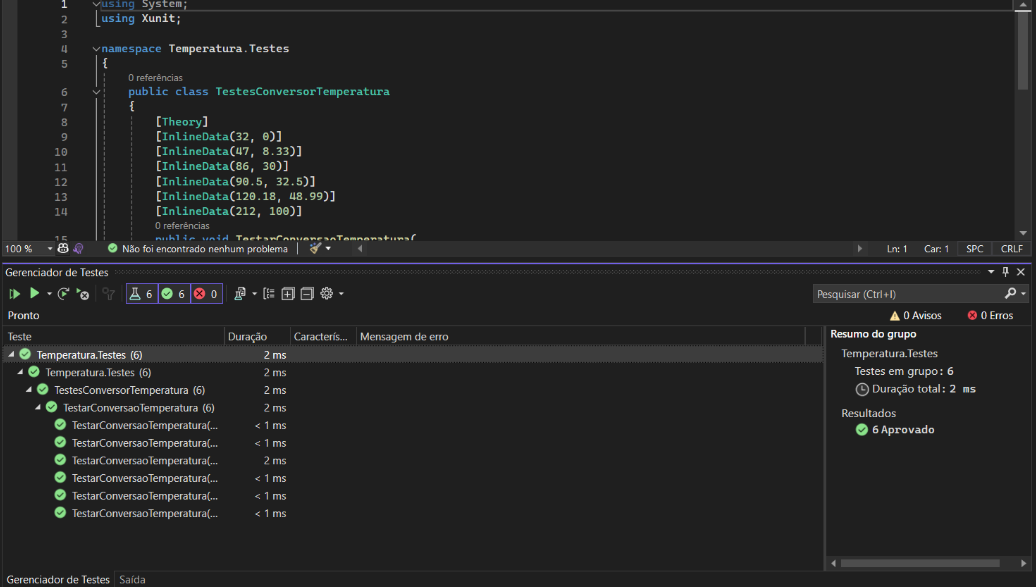 1 using System;
2 using Xunit;
3
4 namespace Temperatura.Testes
5 {
0 referências
6 public class TestesConversorTemperatura
7 {
8 [Theory]
9 [InlineData(32, 0)]
10 [InlineData(47, 8.33)]
11 [InlineData(86, 30)]
12 [InlineData(90.5, 32.5)]
13 [InlineData(120.18, 48.99)]
14 [InlineData(212, 100)]
0 referências
15 public void TestarConversaoTemperatura(
100 % Não foi encontrado nenhum problema Ln: 1 Car: 1 SPC CRLF
Gerenciador de Testes
6 6 0 Pesquisar (Ctrl+I)
Pronto 0 Avisos 0 Erros
Teste Duração Caracterís... Mensagem de erro Resumo do grupo
Temperatura.Testes (6) 2 ms Temperatura.Testes
Temperatura.Testes (6) 2 ms Testes em grupo: 6
TestesConversorTemperatura (6) 2 ms Duração total: 2 ms
TestarConversaoTemperatura (6) 2 ms Resultados
TestarConversaoTemperatura(... < 1 ms 6 Aprovado
TestarConversaoTemperatura(... < 1 ms
TestarConversaoTemperatura(... 2 ms
TestarConversaoTemperatura(... < 1 ms
TestarConversaoTemperatura(... < 1 ms
TestarConversaoTemperatura(... < 1 ms
Gerenciador de Testes Saída